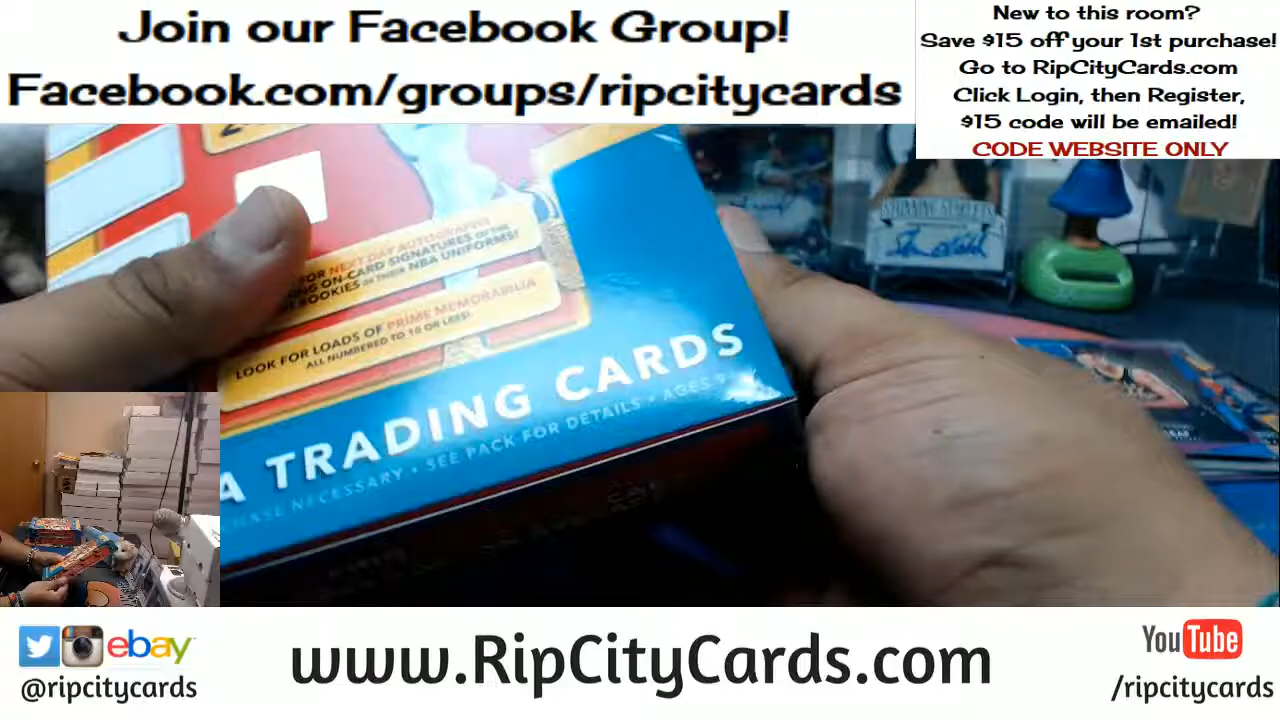 Join our Facebook Group!
Facebook.com/groups/ripcitycards
New to this room?
Save $15 off your 1st purchase!
Go to RipCityCards.com
Click Login, then Register,
$15 code will be emailed!
CODE WEBSITE ONLY
FOR NEXT DAY AUTOGRAPHS
ON-CARD SIGNATURES OF THE
ROOKIES IN THEIR NBA UNIFORMS!
LOOK FOR LOADS OF PRIME MEMORABILIA
ALL NUMBERED TO 10 OR LESS!
A TRADING CARDS
NECESSARY • SEE PACK FOR DETAILS • AGES 9
ebay
@ripcitycards
www.RipCityCards.com
YouTube
/ripcitycards